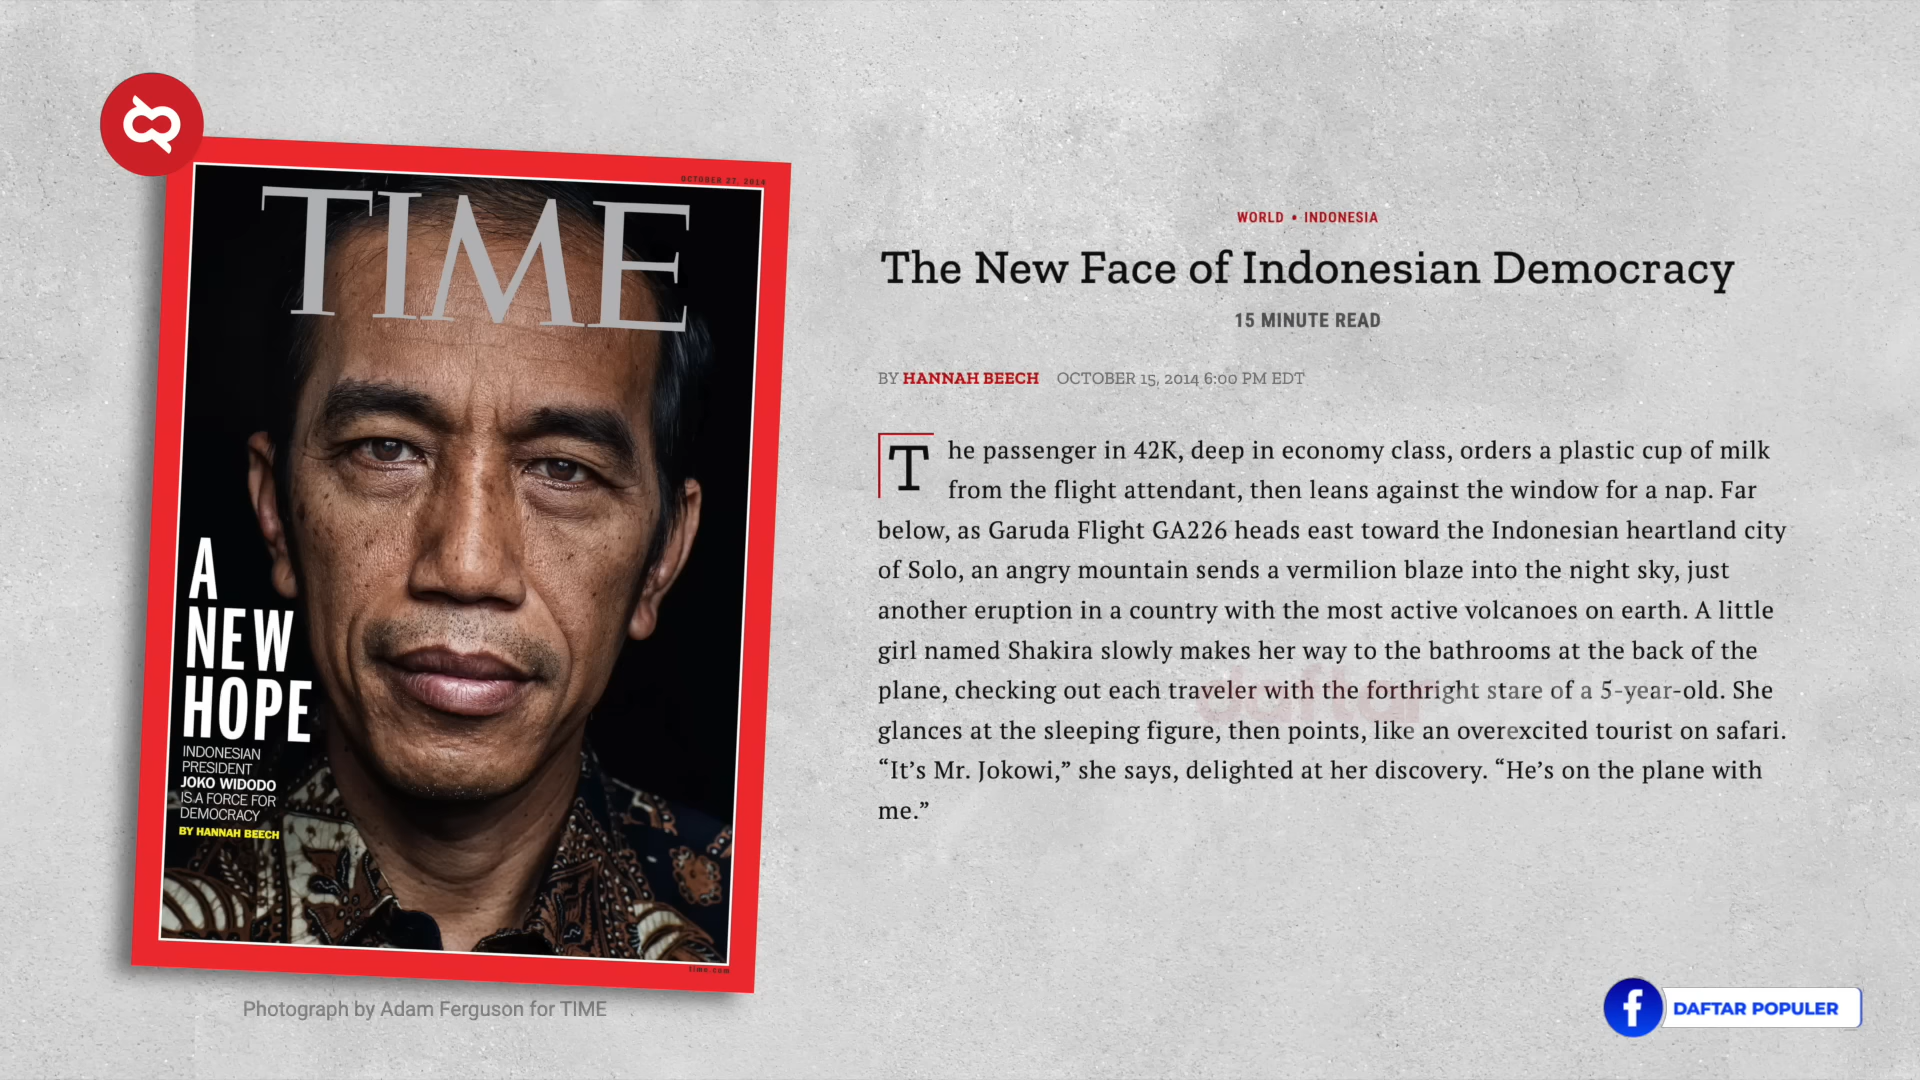 OCTOBER 27, 2014
TIME
A
NEW
HOPE
INDONESIAN
PRESIDENT
JOKO WIDODO
IS A FORCE FOR
DEMOCRACY
BY HANNAH BEECH
time.com
Photograph by Adam Ferguson for TIME
WORLD • INDONESIA
The New Face of Indonesian Democracy
15 MINUTE READ
BY HANNAH BEECH OCTOBER 15, 2014 6:00 PM EDT
The passenger in 42K, deep in economy class, orders a plastic cup of milk
from the flight attendant, then leans against the window for a nap. Far
below, as Garuda Flight GA226 heads east toward the Indonesian heartland city
of Solo, an angry mountain sends a vermilion blaze into the night sky, just
another eruption in a country with the most active volcanoes on earth. A little
girl named Shakira slowly makes her way to the bathrooms at the back of the
plane, checking out each traveler with the forthright stare of a 5-year-old. She
glances at the sleeping figure, then points, like an overexcited tourist on safari.
“It’s Mr. Jokowi,” she says, delighted at her discovery. “He’s on the plane with
me.”
daftar
DAFTAR POPULER